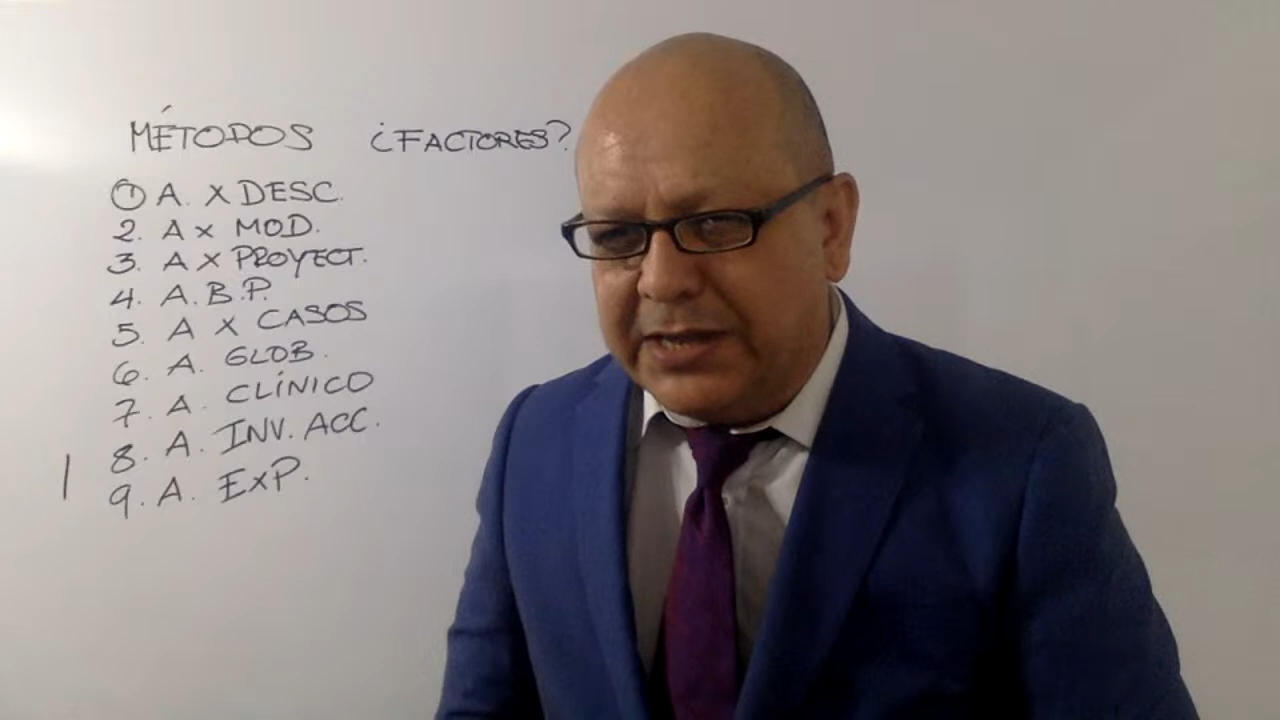 MÉTODOS ¿FACTORES?
1 A. X DESC.
2. A X MOD.
3. A X PROYECT.
4. A.B.P.
5. A X CASOS
6. A. GLOB.
7. A. CLÍNICO
8. A. INV. ACC.
9. A. EXP.